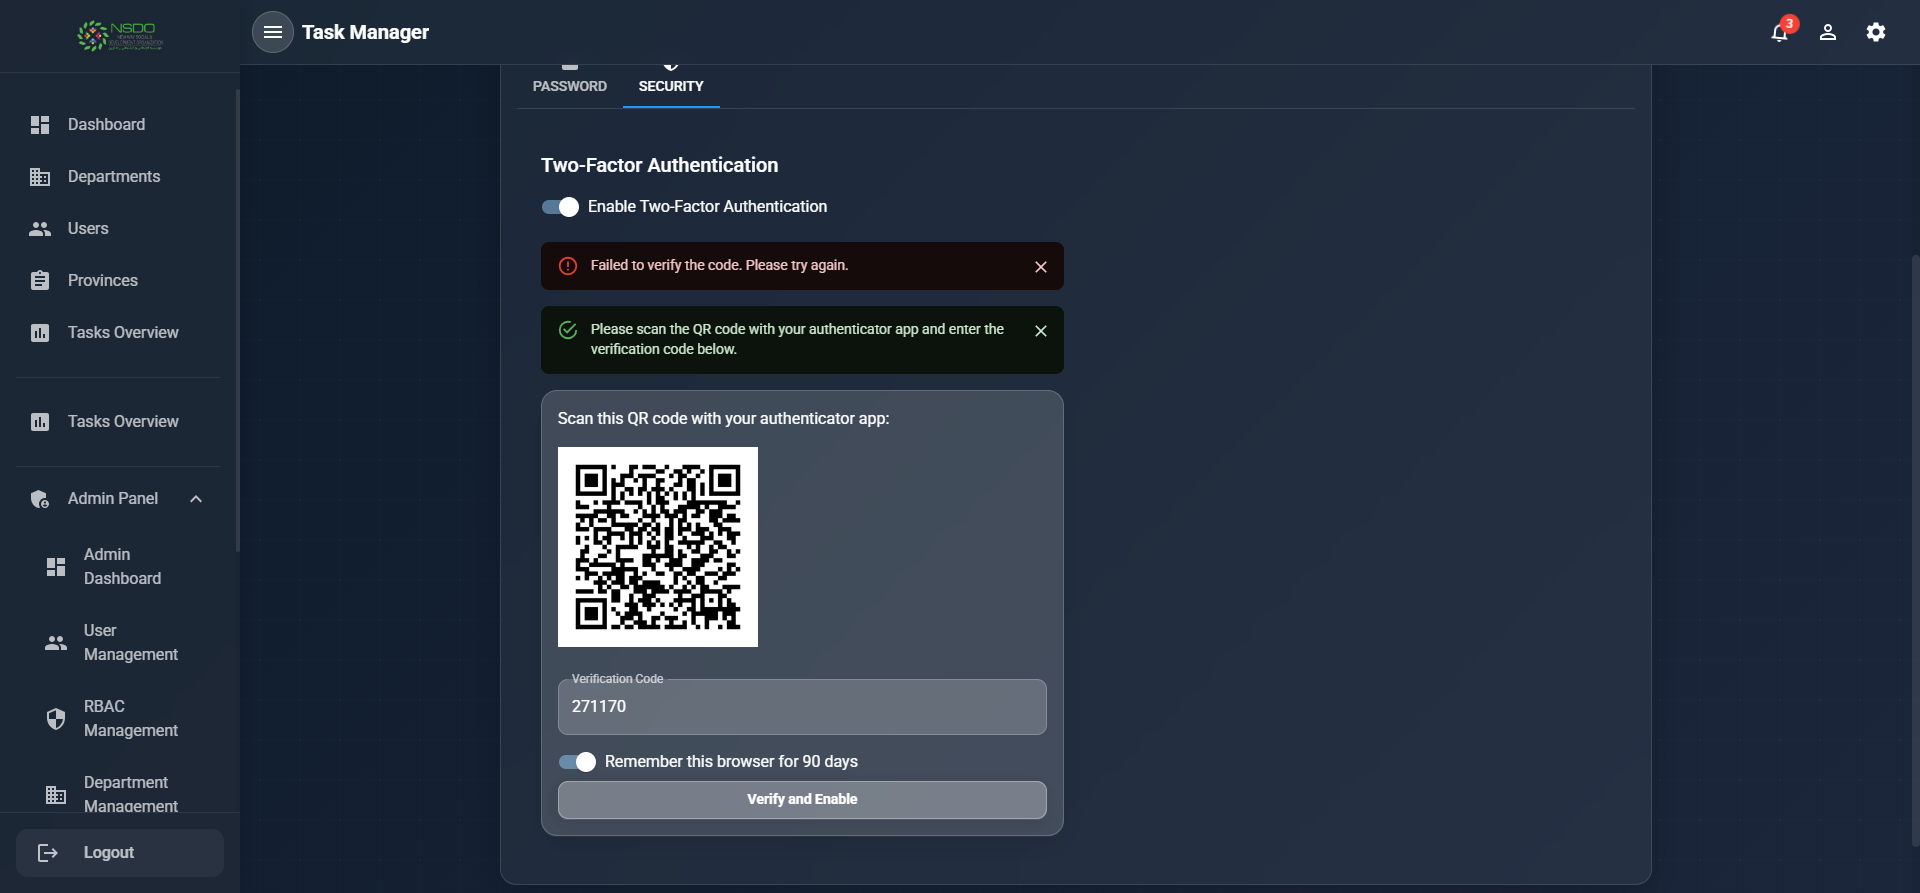 NSDO
Task Manager
3
Dashboard
Departments
Users
Provinces
Tasks Overview
Tasks Overview
Admin Panel
Admin
Dashboard
User
Management
RBAC
Management
Department
Management
Logout
PASSWORD
SECURITY
Two-Factor Authentication
Enable Two-Factor Authentication
Failed to verify the code. Please try again.
Please scan the QR code with your authenticator app and enter the
verification code below.
Scan this QR code with your authenticator app:
Verification Code
271170
Remember this browser for 90 days
Verify and Enable